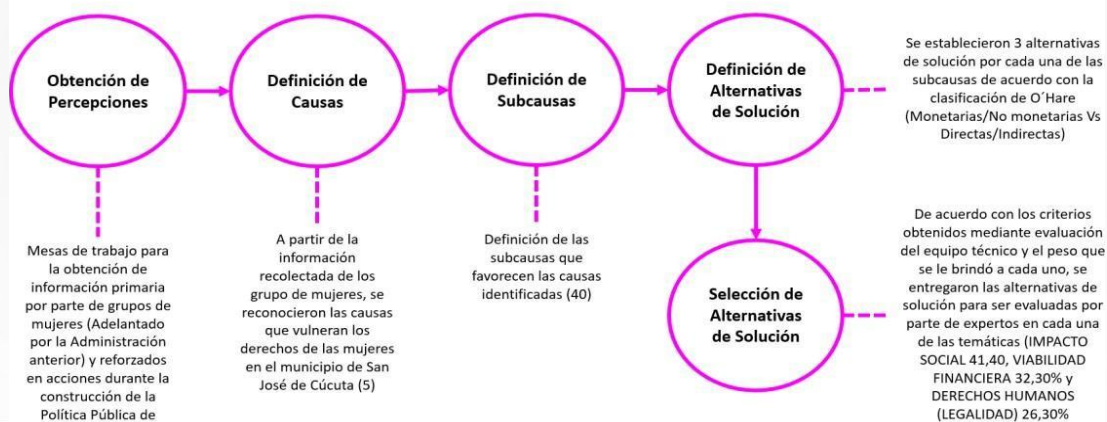 Obtención de
Percepciones
Definición de
Causas
Definición de
Subcausas
Definición de
Alternativas
de Solución
Se establecieron 3 alternativas
de solución por cada una de las
subcausas de acuerdo con la
clasificación de O´Hare
(Monetarias/No monetarias Vs
Directas/Indirectas)
Mesas de trabajo para
la obtención de
información primaria
por parte de grupos de
mujeres (Adelantado
por la Administración
anterior) y reforzados
en acciones durante la
construcción de la
Política Pública de
A partir de la
información
recolectada de los
grupo de mujeres, se
reconocieron las causas
que vulneran los
derechos de las mujeres
en el municipio de San
José de Cúcuta (5)
Definición de las
subcausas que
favorecen las causas
identificadas (40)
Selección de
Alternativas
de Solución
De acuerdo con los criterios
obtenidos mediante evaluación
del equipo técnico y el peso que
se le brindó a cada uno, se
entregaron las alternativas de
solución para ser evaluadas por
parte de expertos en cada una
de las temáticas (IMPACTO
SOCIAL 41,40, VIABILIDAD
FINANCIERA 32,30% y
DERECHOS HUMANOS
(LEGALIDAD) 26,30%